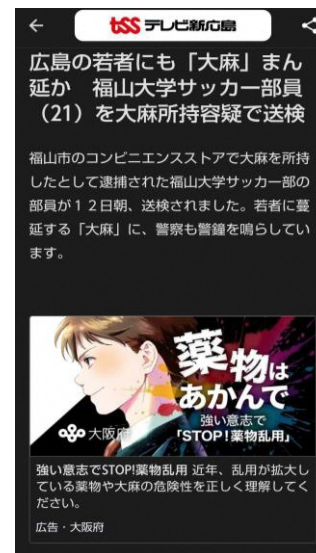 tss テレビ新広島
広島の若者にも「大麻」まん
延か 福山大学サッカー部員
（21）を大麻所持容疑で送検
福山市のコンビニエンスストアで大麻を所持
したとして逮捕された福山大学サッカー部の
部員が１２日朝、送検されました。若者に蔓
延する「大麻」に、警察も警鐘を鳴らしてい
ます。
薬物は
あかんで
強い意志で
「STOP!薬物乱用」
大阪府
強い意志でSTOP!薬物乱用 近年、乱用が拡大し
ている薬物や大麻の危険性を正しく理解してく
ださい。
広告・大阪府